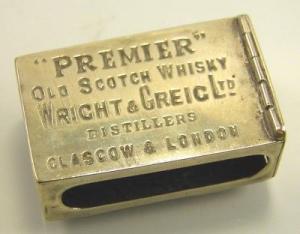 "PREMIER"
OLD SCOTCH WHISKY
WRIGHT & GREIG LTD
DISTILLERS
GLASGOW & LONDON